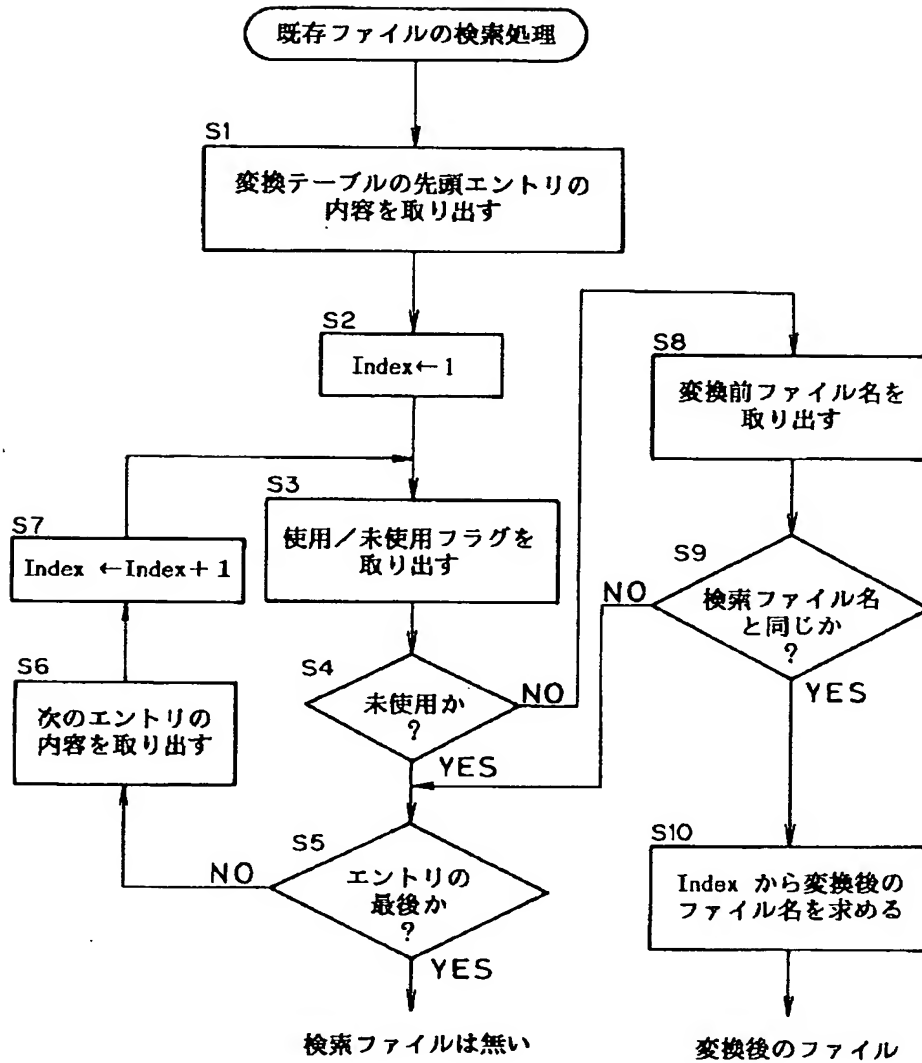 既存ファイルの検索処理
S1
変換テーブルの先頭エントリの
内容を取り出す
S2
Index←1
S3
使用／未使用フラグを
取り出す
S4
未使用か
?
NO
YES
S5
エントリの
最後か
?
NO
YES
検索ファイルは無い
S6
次のエントリの
内容を取り出す
S7
Index ←Index＋1
S8
変換前ファイル名を
取り出す
S9
検索ファイル名
と同じか
?
NO
YES
S10
Index から変換後の
ファイル名を求める
変換後のファイル